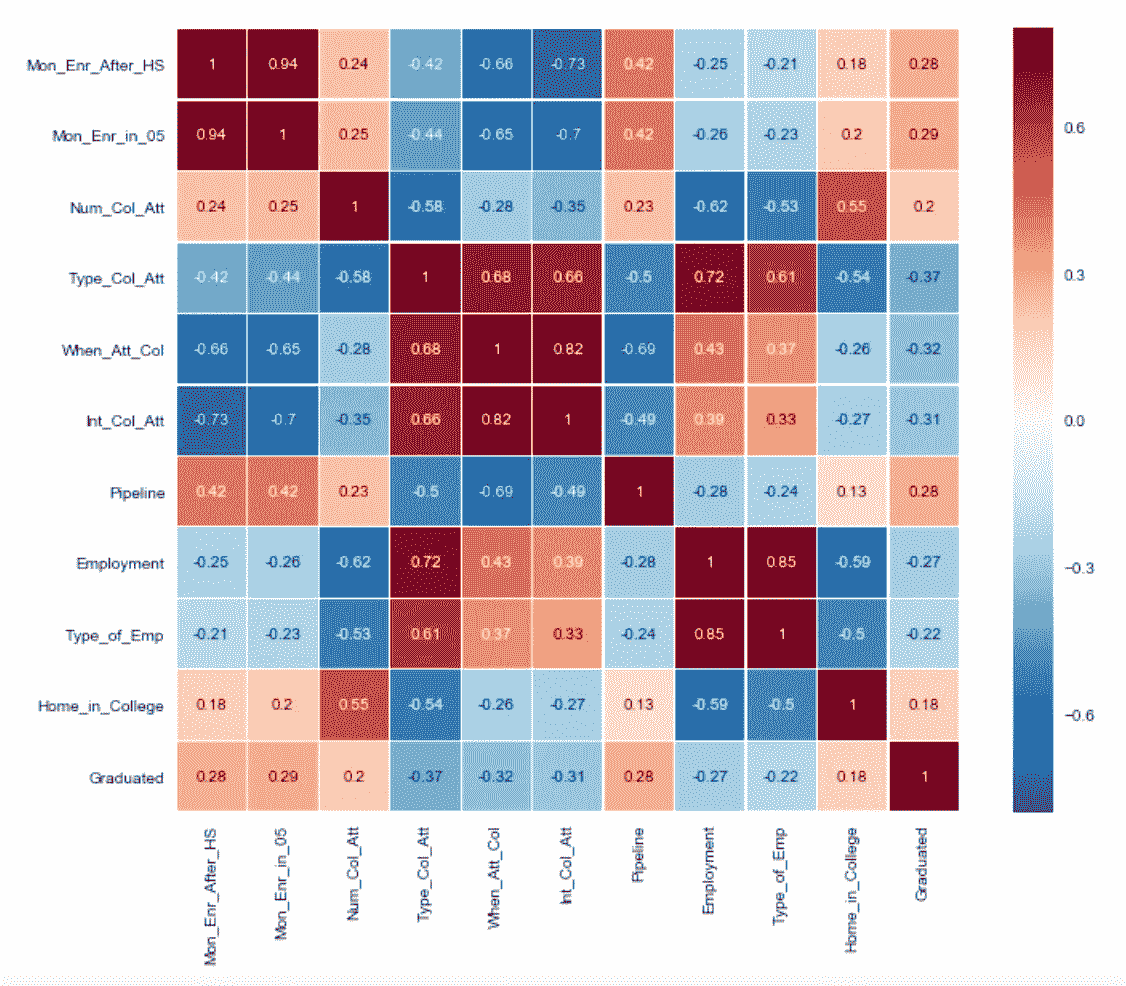 Mon_Enr_After_HS 1 0.94 0.24 -0.42 -0.66 -0.73 0.42 -0.25 -0.21 0.18 0.28
Mon_Enr_in_05 0.94 1 0.25 -0.44 -0.65 -0.7 0.42 -0.26 -0.23 0.2 0.29
0.6
Num_Col_Att 0.24 0.25 1 -0.58 -0.28 -0.35 0.23 -0.62 -0.53 0.55 0.2
Type_Col_Att -0.42 -0.44 -0.58 1 0.68 0.66 -0.5 0.72 0.61 -0.54 -0.37
0.3
When_Att_Col -0.66 -0.65 -0.28 0.68 1 0.82 -0.69 0.43 0.37 -0.26 -0.32
Int_Col_Att -0.73 -0.7 -0.35 0.66 0.82 1 -0.49 0.39 0.33 -0.27 -0.31
0.0
Pipeline 0.42 0.42 0.23 -0.5 -0.69 -0.49 1 -0.28 -0.24 0.13 0.28
Employment -0.25 -0.26 -0.62 0.72 0.43 0.39 -0.28 1 0.85 -0.59 -0.27
-0.3
Type_of_Emp -0.21 -0.23 -0.53 0.61 0.37 0.33 -0.24 0.85 1 -0.5 -0.22
Home_in_College 0.18 0.2 0.55 -0.54 -0.26 -0.27 0.13 -0.59 -0.5 1 0.18
-0.6
Graduated 0.28 0.29 0.2 -0.37 -0.32 -0.31 0.28 -0.27 -0.22 0.18 1
Mon_Enr_After_HS
Mon_Enr_in_05
Num_Col_Att
Type_Col_Att
When_Att_Col
Int_Col_Att
Pipeline
Employment
Type_of_Emp
Home_in_College
Graduated